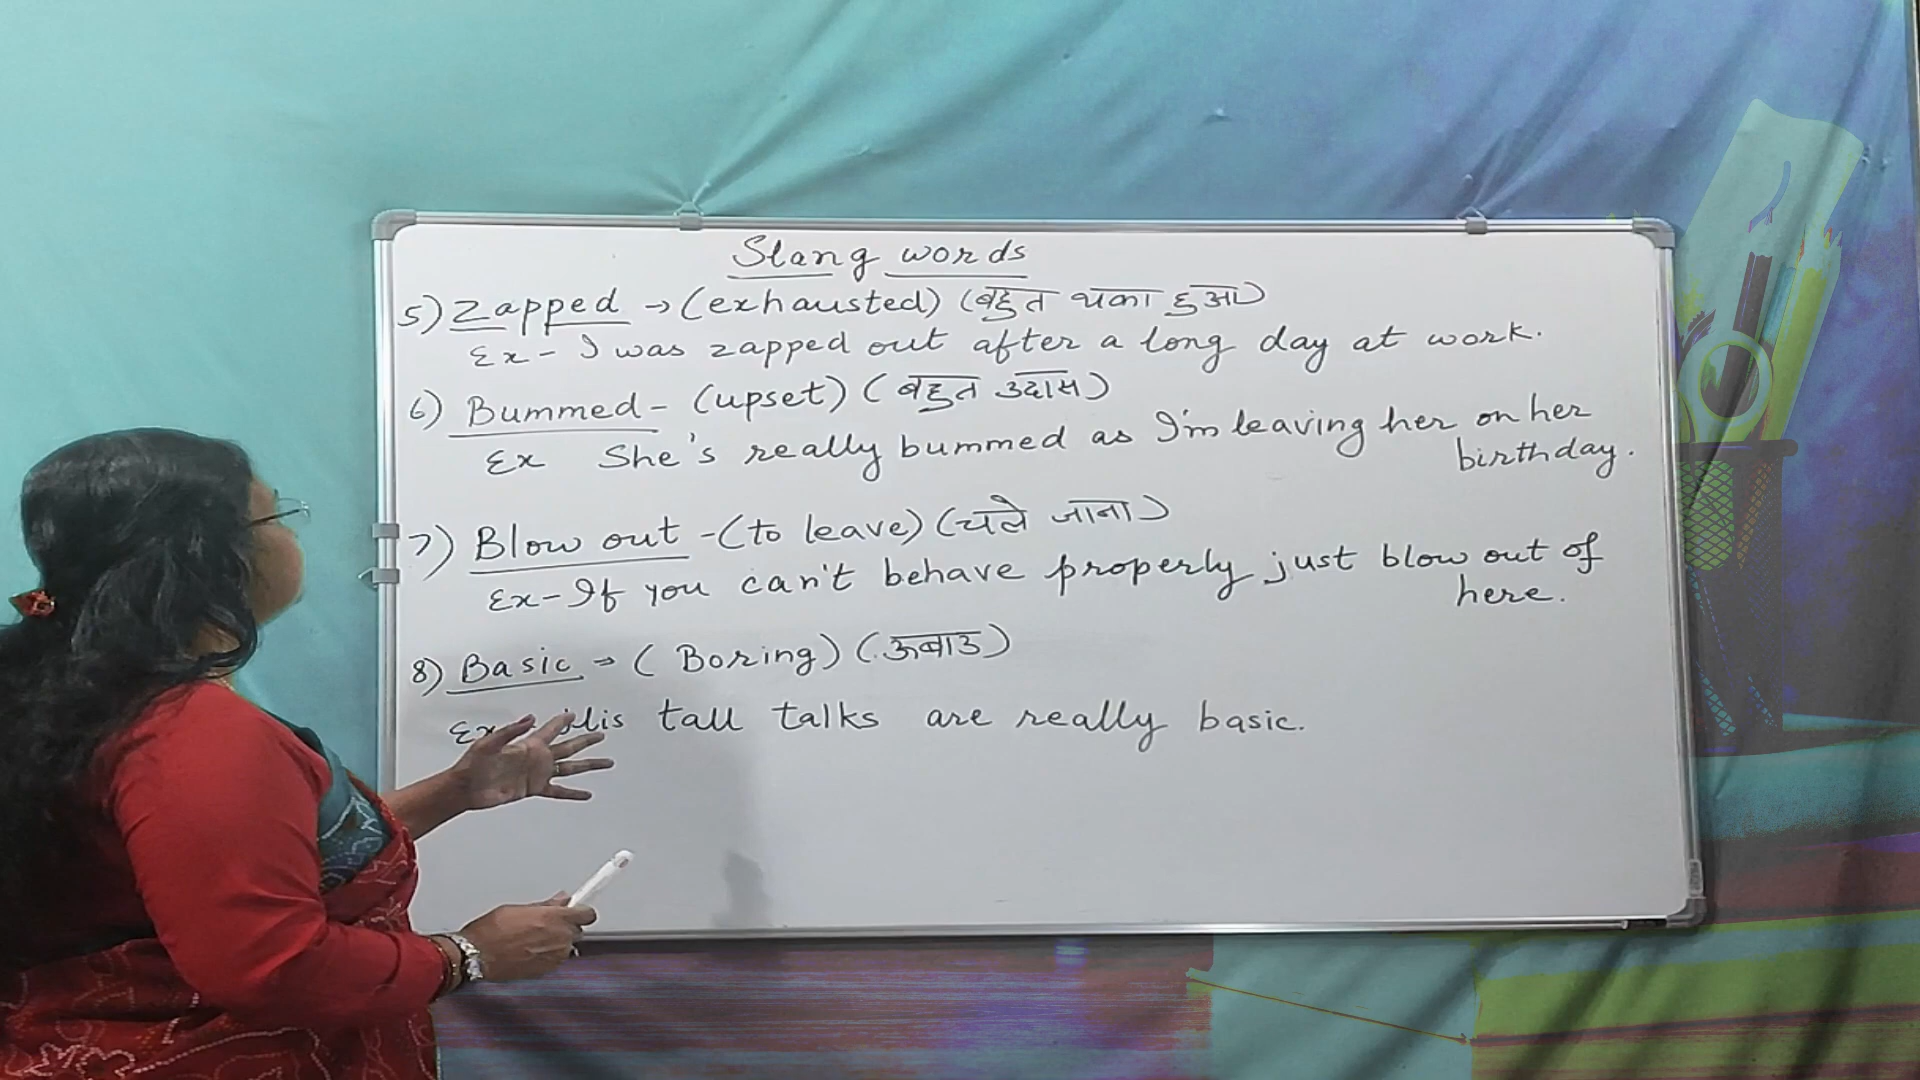 Slang words
5) Zapped → (exhausted) (बहुत थका हुआ)
Ex - I was zapped out after a long day at work.
6) Bummed - (upset) (बहुत उदास)
Ex She's really bummed as I'm leaving her on her
birthday.
7) Blow out - (to leave) (चले जाना)
Ex - If you can't behave properly just blow out of
here.
8) Basic → (Boring) (ऊबाउ)
Ex tall talks are really basic.